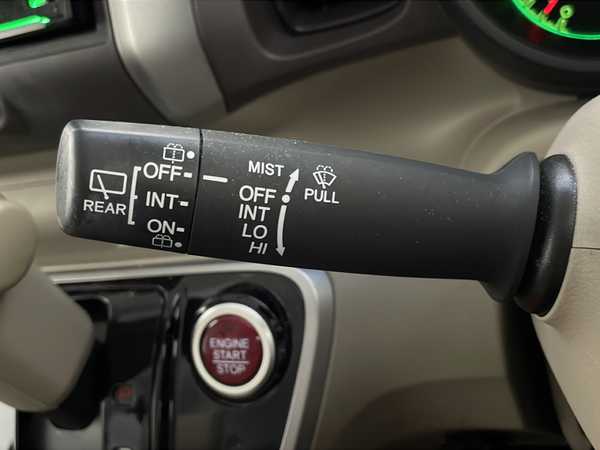 OFF
REAR
INT
ON
MIST
OFF
INT
LO
HI
PULL
ENGINE
START
STOP